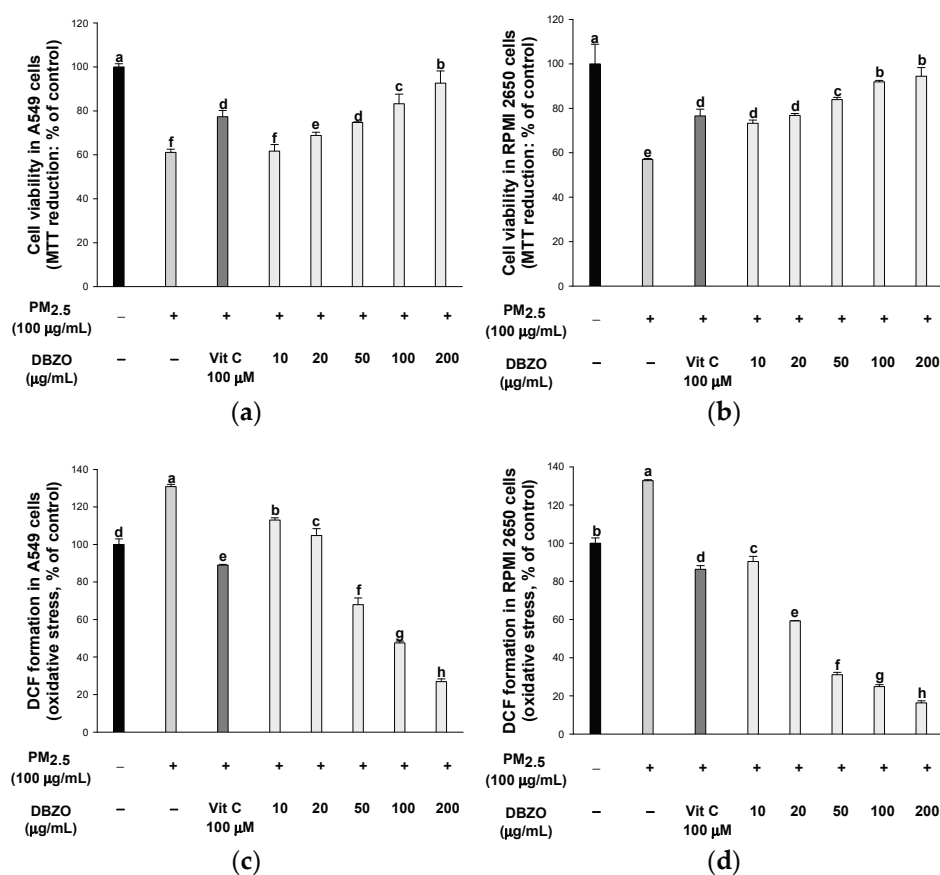 120
100
80
60
40
20
0
Cell viability in A549 cells
(MTT reduction: % of control)
a
f
d
f
e
d
c
b
PM2.5
(100 µg/mL)
– + + + + + + +
DBZO
(µg/mL)
– – Vit C 10 20 50 100 200
100 µM
(a)
120
100
80
60
40
20
0
Cell viability in RPMI 2650 cells
(MTT reduction: % of control)
a
e
d
d
d
c
b
b
PM2.5
(100 µg/mL)
– + + + + + + +
DBZO
(µg/mL)
– – Vit C 10 20 50 100 200
100 µM
(b)
140
120
100
80
60
40
20
0
DCF formation in A549 cells
(oxidative stress, % of control)
d
a
e
b
c
f
g
h
PM2.5
(100 µg/mL)
– + + + + + + +
DBZO
(µg/mL)
– – Vit C 10 20 50 100 200
100 µM
(c)
140
120
100
80
60
40
20
0
DCF formation in RPMI 2650 cells
(oxidative stress, % of control)
b
a
d
c
e
f
g
h
PM2.5
(100 µg/mL)
– + + + + + + +
DBZO
(µg/mL)
– – Vit C 10 20 50 100 200
100 µM
(d)